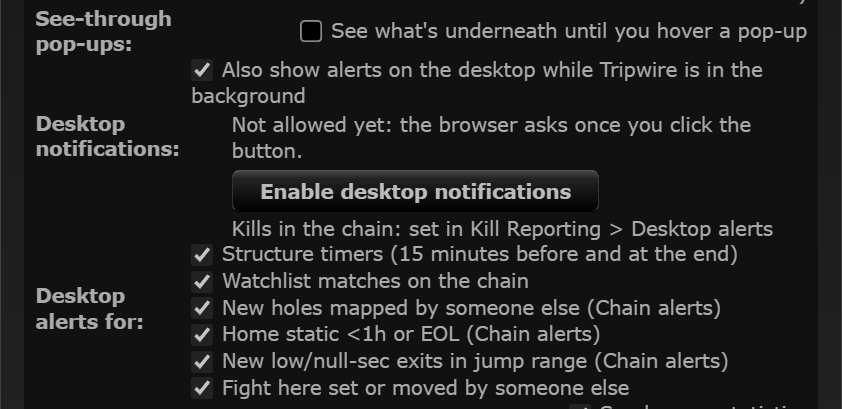 See-through
pop-ups:
See what's underneath until you hover a pop-up
Also show alerts on the desktop while Tripwire is in the
background
Desktop
notifications:
Not allowed yet: the browser asks once you click the
button.
Enable desktop notifications
Kills in the chain: set in Kill Reporting > Desktop alerts
Desktop
alerts for:
Structure timers (15 minutes before and at the end)
Watchlist matches on the chain
New holes mapped by someone else (Chain alerts)
Home static <1h or EOL (Chain alerts)
New low/null-sec exits in jump range (Chain alerts)
Fight here set or moved by someone else